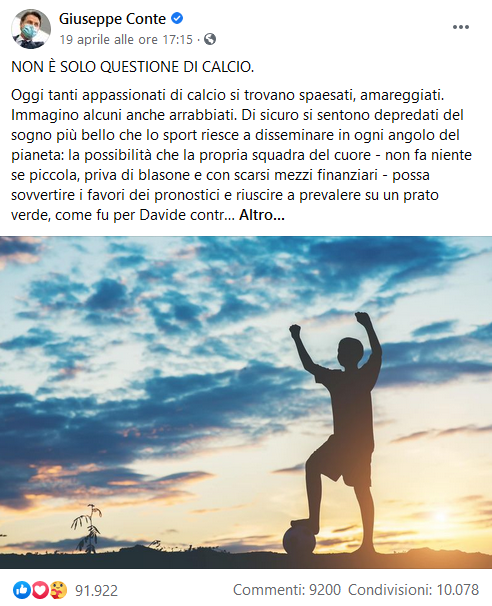 Giuseppe Conte
19 aprile alle ore 17:15 ·
NON È SOLO QUESTIONE DI CALCIO.
Oggi tanti appassionati di calcio si trovano spaesati, amareggiati.
Immagino alcuni anche arrabbiati. Di sicuro si sentono depredati del
sogno più bello che lo sport riesce a disseminare in ogni angolo del
pianeta: la possibilità che la propria squadra del cuore - non fa niente
se piccola, priva di blasone e con scarsi mezzi finanziari - possa
sovvertire i favori dei pronostici e riuscire a prevalere su un prato
verde, come fu per Davide contr... Altro...
91.922 Commenti: 9200 Condivisioni: 10.078